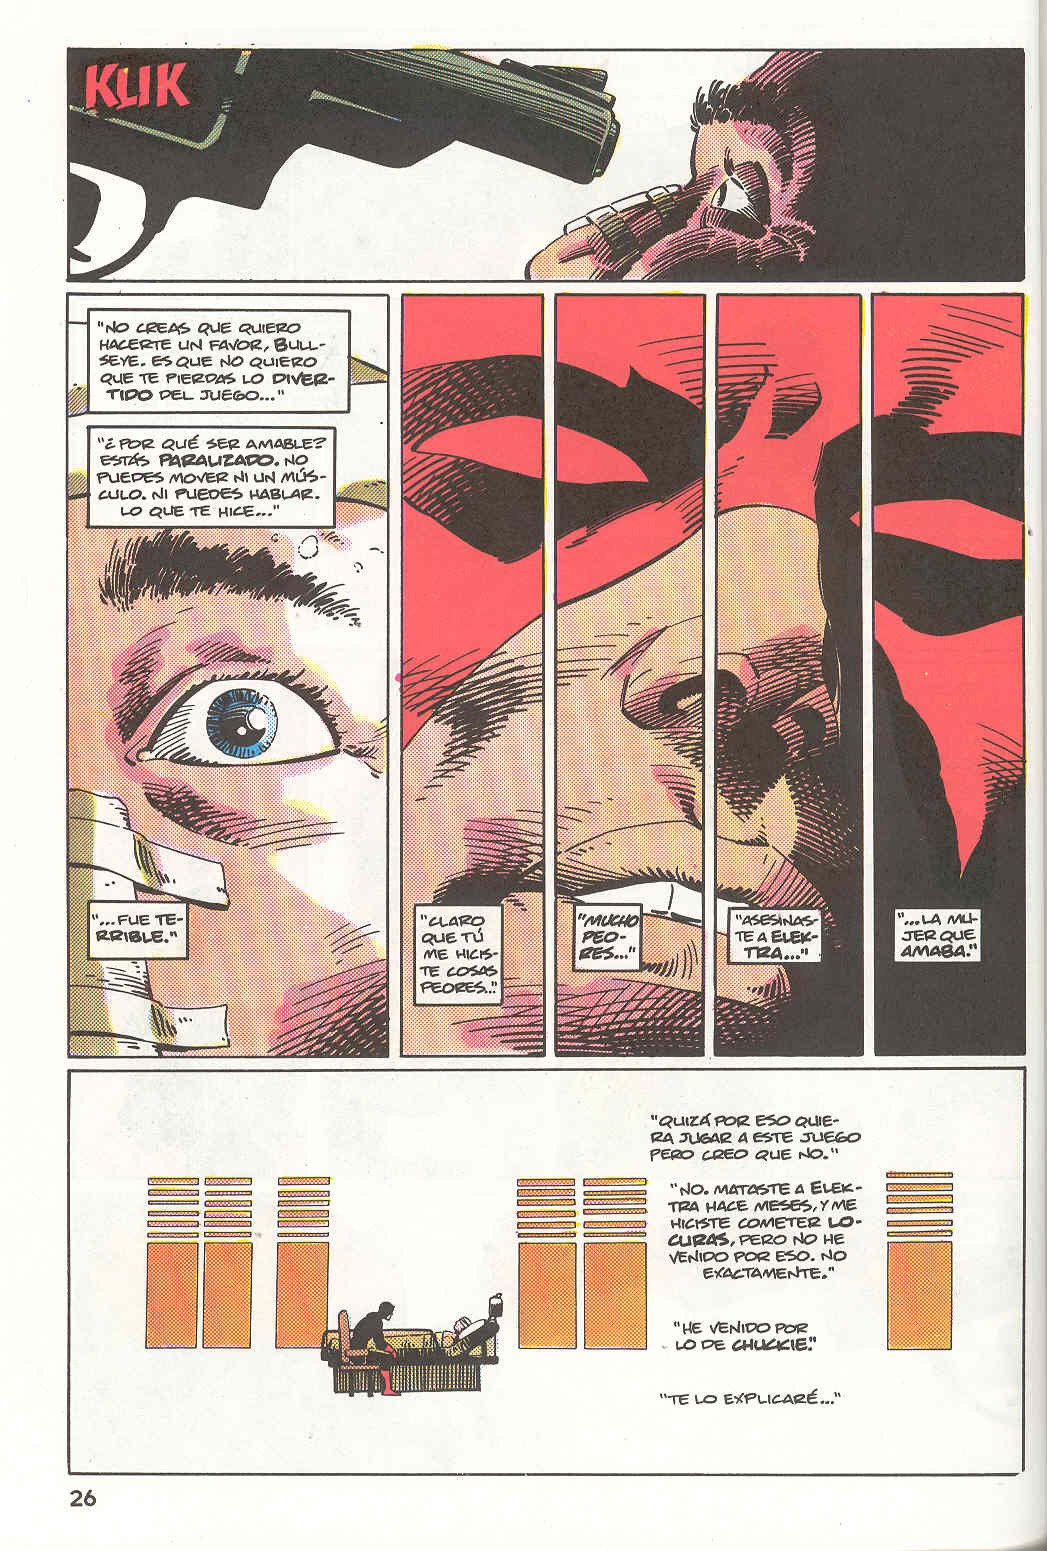 KLIK
"NO CREAS QUE QUIERO
HACERTE UN FAVOR, BULL-
SEYE. ES QUE NO QUIERO
QUE TE PIERDAS LO DIVER-
TIDO DEL JUEGO..."
"¿POR QUÉ SER AMABLE?
ESTÁS PARALIZADO. NO
PUEDES MOVER NI UN MÚS-
CULO. NI PUEDES HABLAR.
LO QUE TE HICE..."
"...FUE TE-
RRIBLE."
"CLARO
QUE TÚ
ME HICIS-
TE COSAS
PEORES..."
"MUCHO
PEO-
RES..."
"ASESINAS-
TE A ELEK-
TRA..."
"...LA MU-
JER QUE
AMABA."
"QUIZÁ POR ESO QUIE-
RA JUGAR A ESTE JUEGO
PERO CREO QUE NO."
"NO. MATASTE A ELEK-
TRA HACE MESES, Y ME
HICISTE COMETER LO-
CURAS, PERO NO HE
VENIDO POR ESO. NO
EXACTAMENTE."
"HE VENIDO POR
LO DE CHUCKIE."
"TE LO EXPLICARÉ..."
26